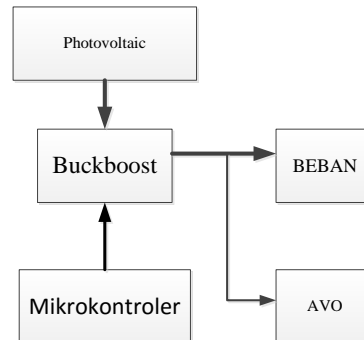 Photovoltaic
Buckboost
BEBAN
Mikrokontroler
AVO